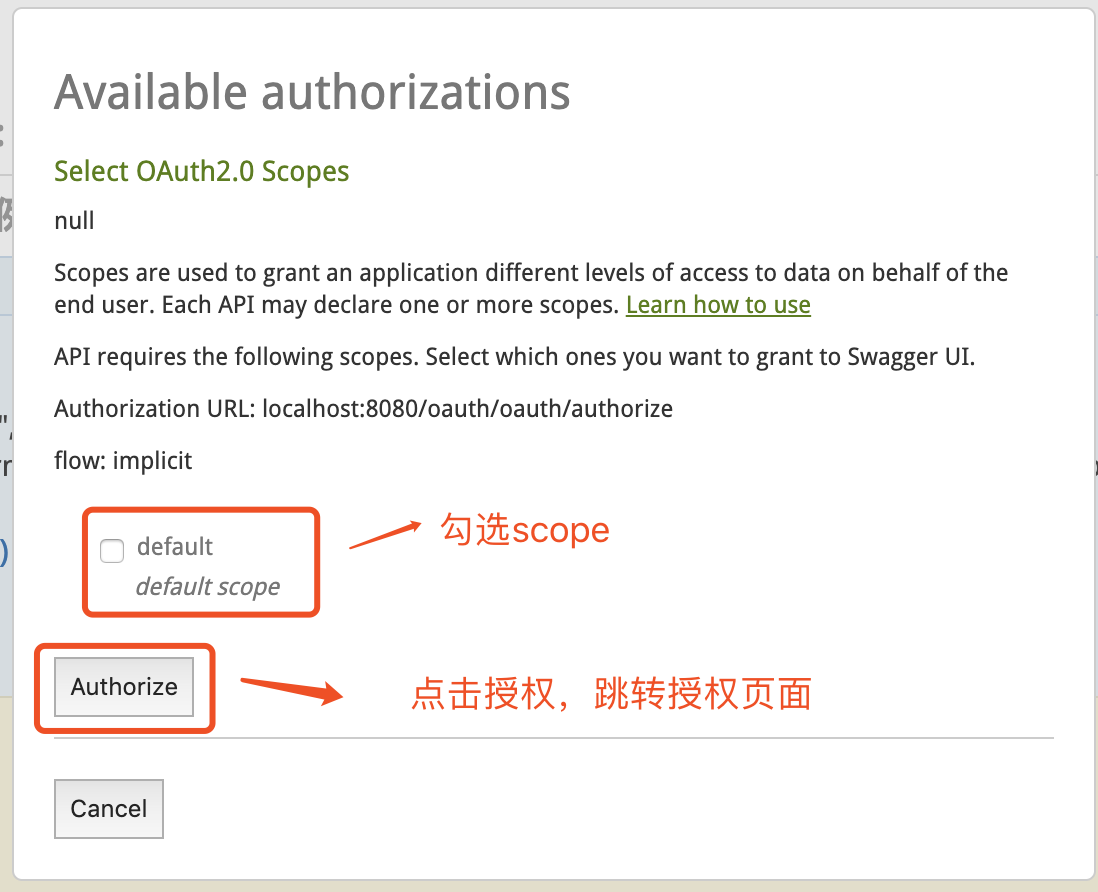 Available authorizations
Select OAuth2.0 Scopes
null
Scopes are used to grant an application different levels of access to data on behalf of the
end user. Each API may declare one or more scopes. Learn how to use
API requires the following scopes. Select which ones you want to grant to Swagger UI.
Authorization URL: localhost:8080/oauth/oauth/authorize
flow: implicit
default
勾选scope
default scope
Authorize
点击授权，跳转授权页面
Cancel